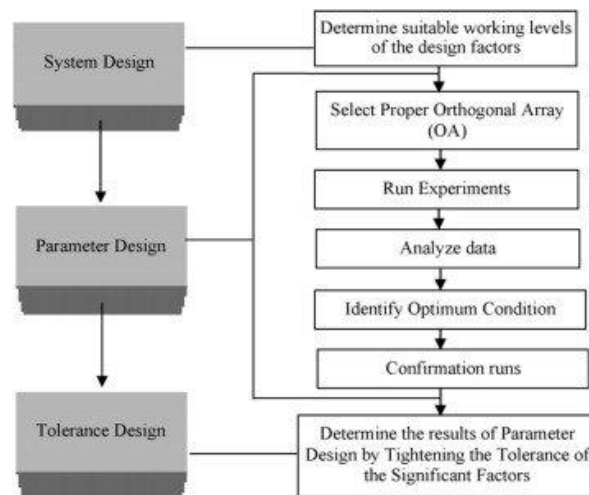 System Design
Parameter Design
Tolerance Design
Determine suitable working levels
of the design factors
Select Proper Orthogonal Array
(OA)
Run Experiments
Analyze data
Identify Optimum Condition
Confirmation runs
Determine the results of Parameter
Design by Tightening the Tolerance of
the Significant Factors